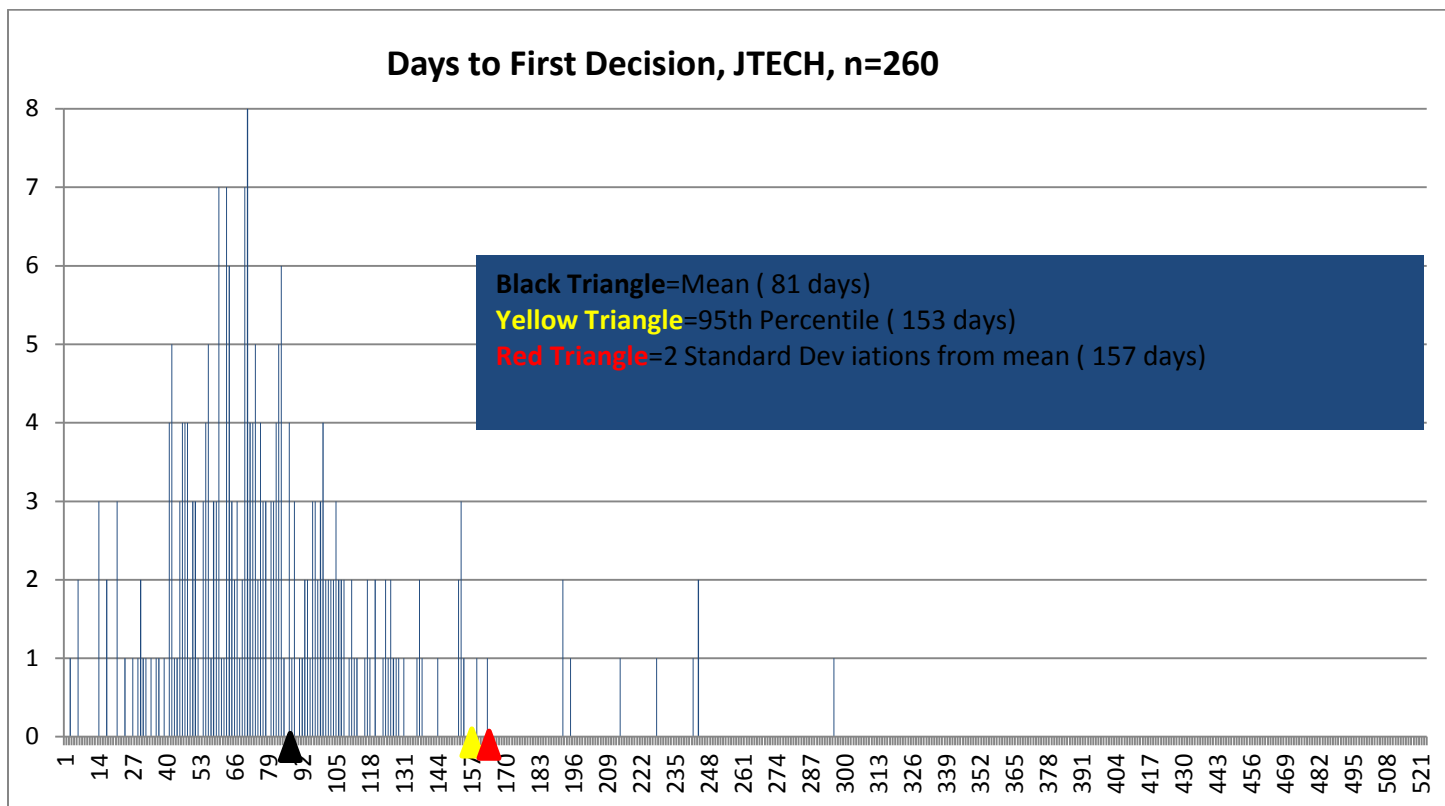 Days to First Decision, JTECH, n=260
8
7
6
5
4
3
2
1
0
Black Triangle=Mean ( 81 days)
Yellow Triangle=95th Percentile ( 153 days)
Red Triangle=2 Standard Dev iations from mean ( 157 days)
1 14 27 40 53 66 79 92 105 118 131 144 157 170 183 196 209 222 235 248 261 274 287 300 313 326 339 352 365 378 391 404 417 430 443 456 469 482 495 508 521